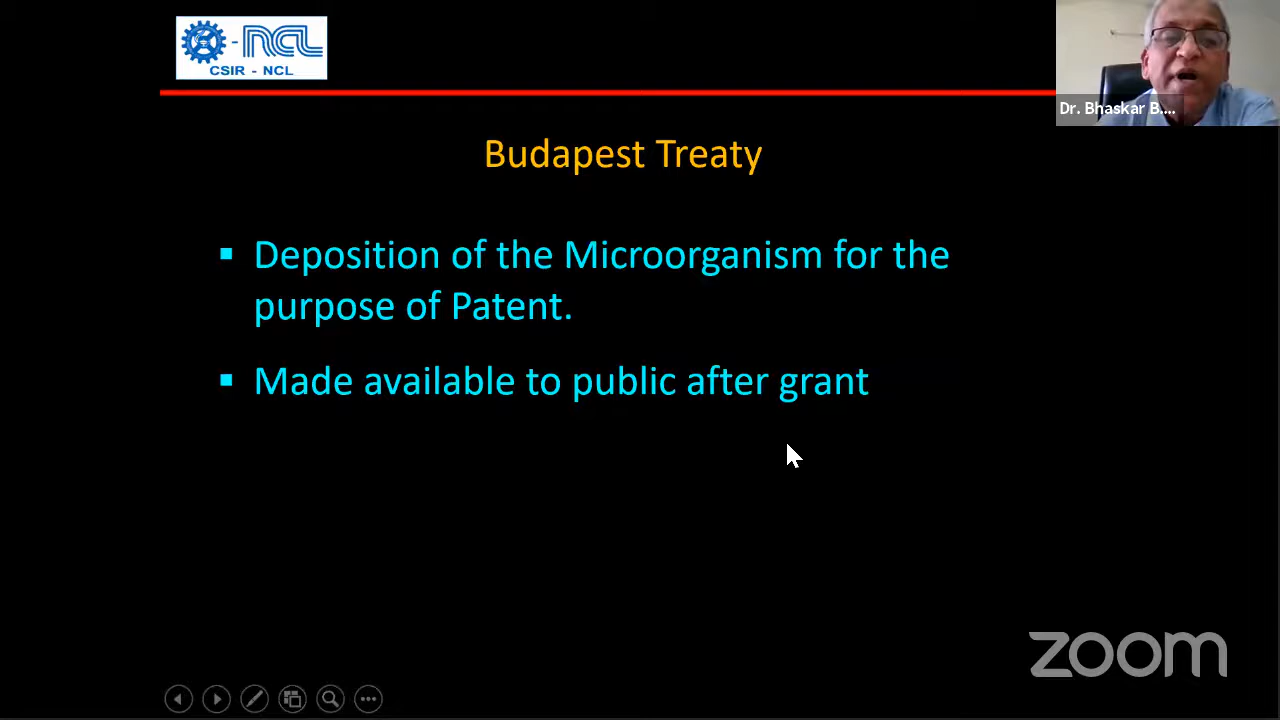 NCL
CSIR - NCL
Dr. Bhaskar B....
Budapest Treaty
▪ Deposition of the Microorganism for the
purpose of Patent.
▪ Made available to public after grant
zoom